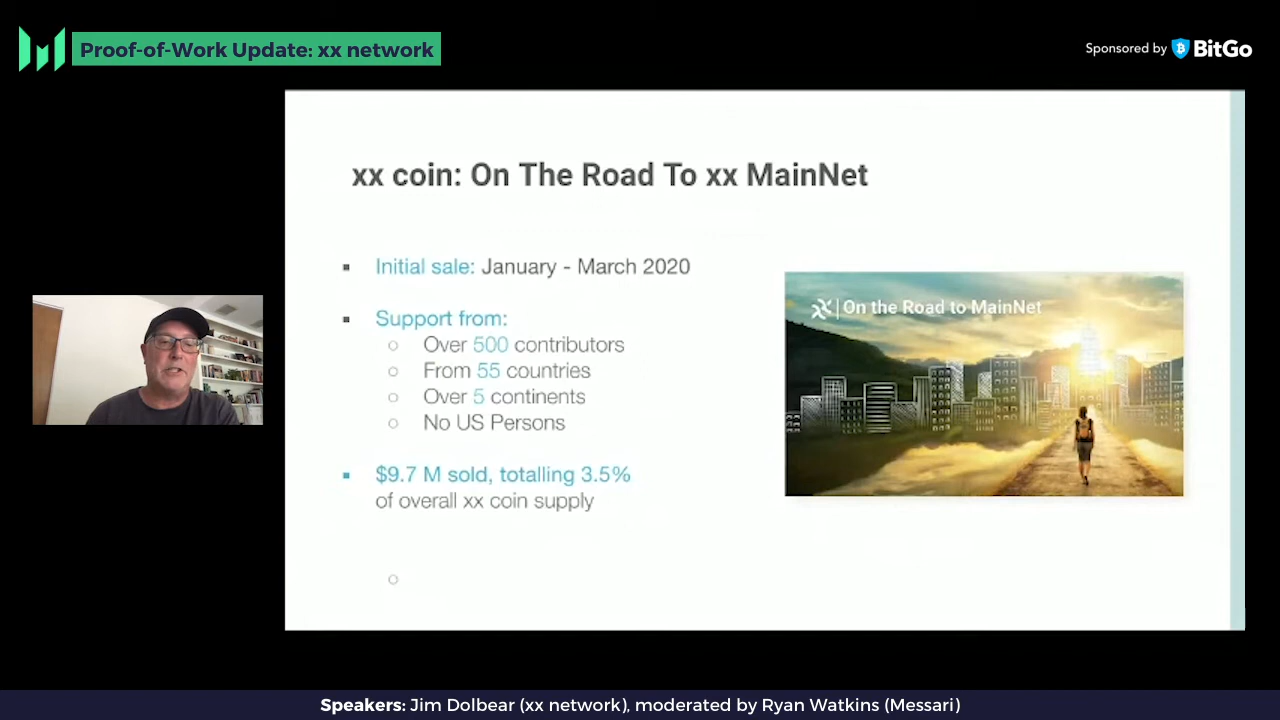 Proof-of-Work Update: xx network
Sponsored by BitGo
xx coin: On The Road To xx MainNet
Initial sale: January - March 2020
Support from:
Over 500 contributors
From 55 countries
Over 5 continents
No US Persons
$9.7 M sold, totalling 3.5%
of overall xx coin supply
On the Road to MainNet
Speakers: Jim Dolbear (xx network), moderated by Ryan Watkins (Messari)